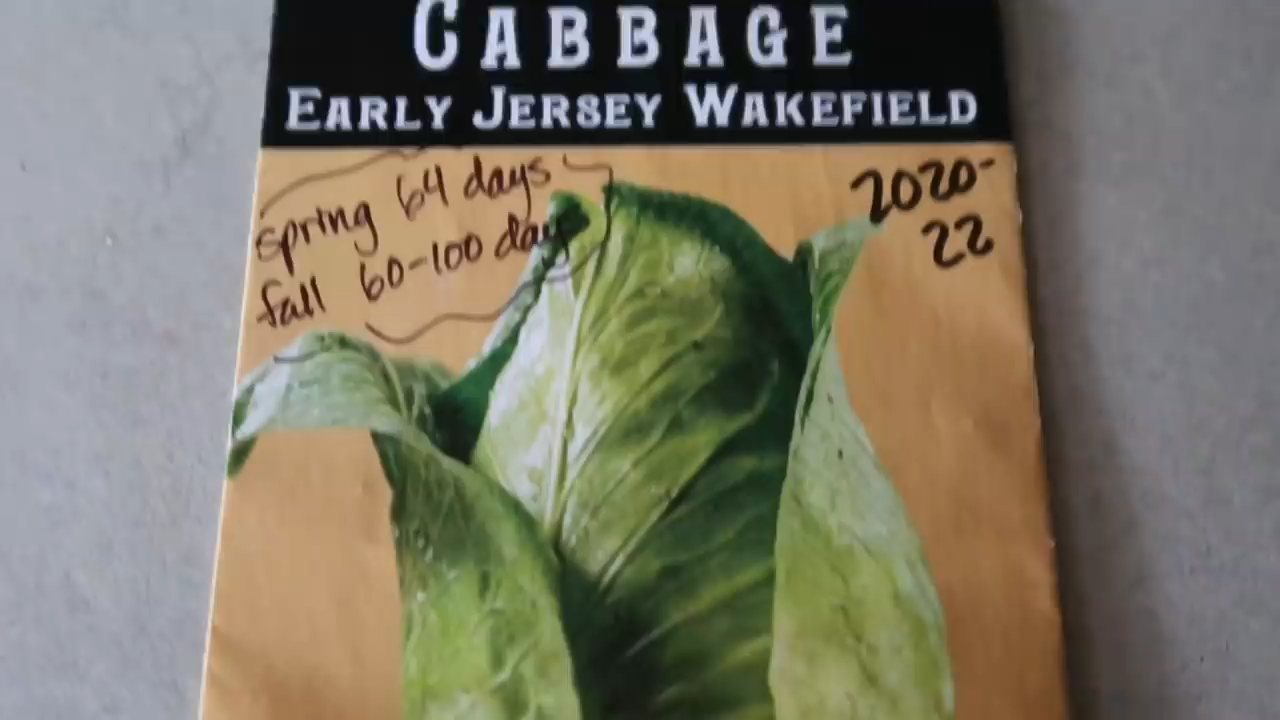 CABBAGE
EARLY JERSEY WAKEFIELD
spring 64 days
fall 60-100 days
2020-
22